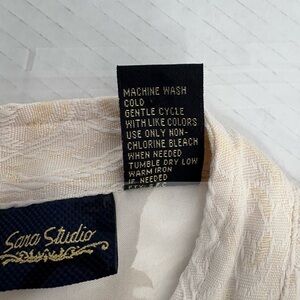 MACHINE WASH
COLD
GENTLE CYCLE
WITH LIKE COLORS
USE ONLY NON-
CHLORINE BLEACH
WHEN NEEDED
TUMBLE DRY LOW
WARM IRON
IF NEEDED
Sara Studio